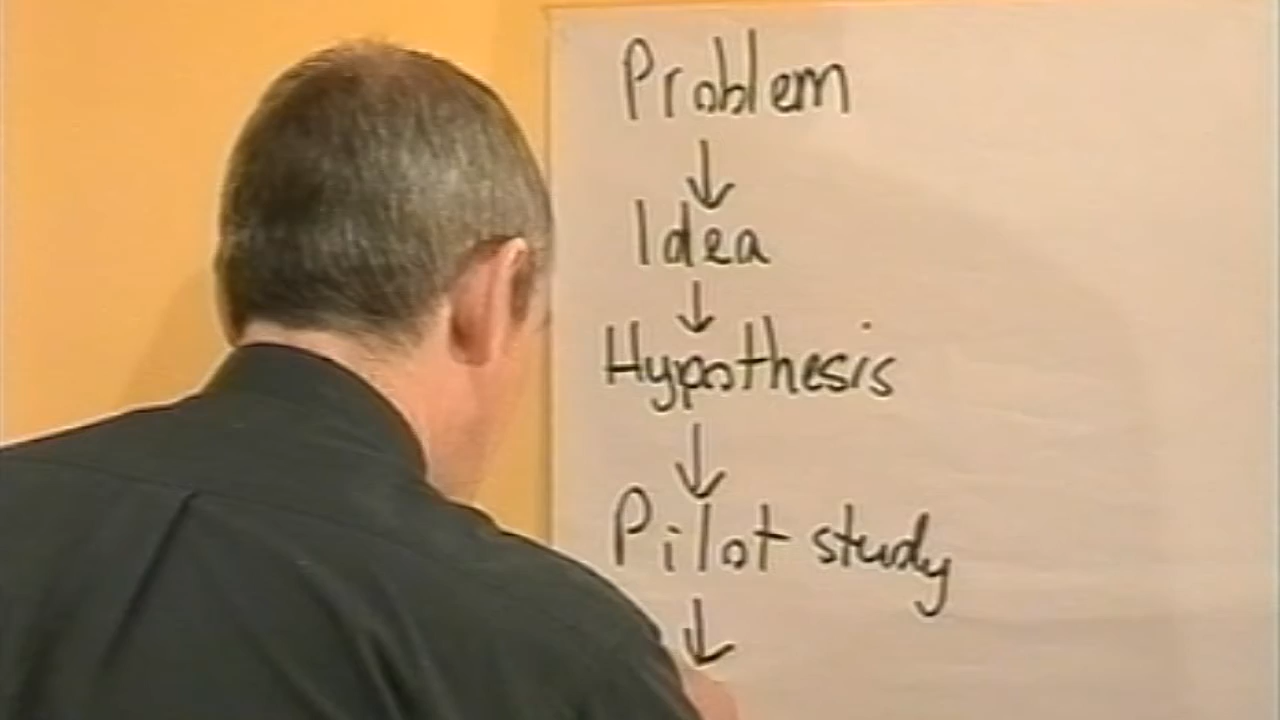 Problem
↓
Idea
↓
Hypothesis
↓
Pilot study
↓